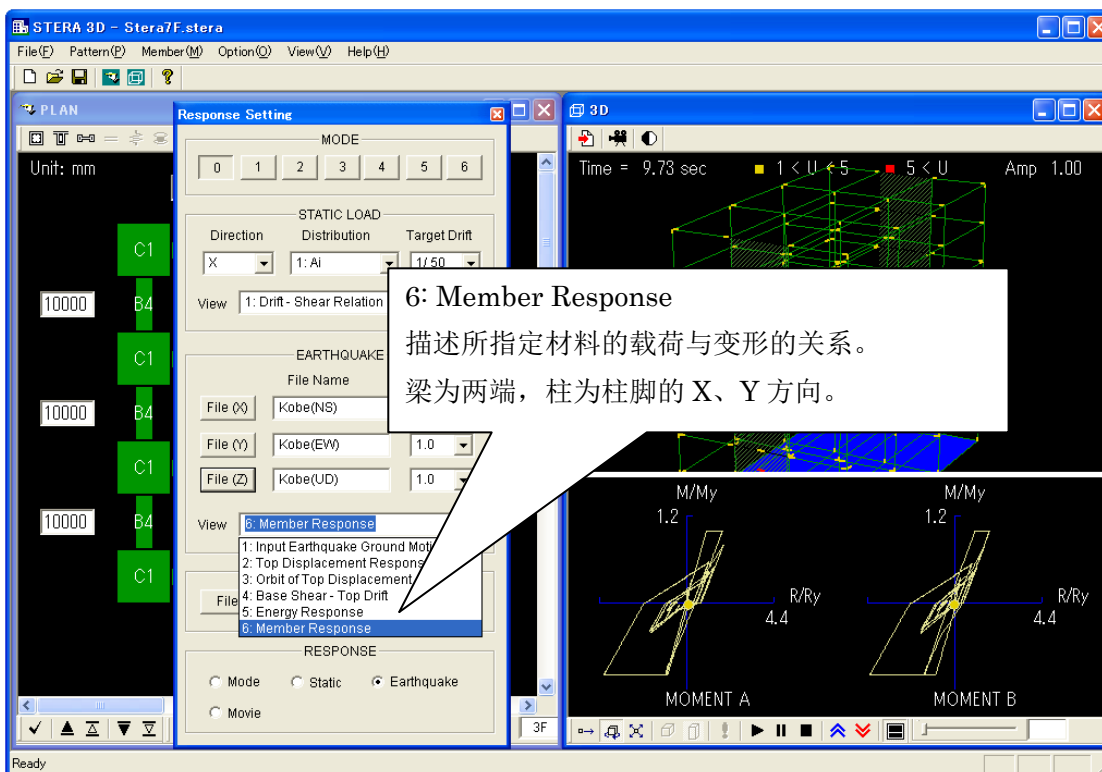 STERA 3D - Stera7F.stera
File(F) Pattern(P) Member(M) Option(O) View(V) Help(H)
PLAN
Unit: mm
C1
10000 B4
C1
10000 B4
C1
10000 B4
C1
3F
Response Setting
MODE
0 1 2 3 4 5 6
STATIC LOAD
Direction Distribution Target Drift
X 1: Ai 1/50
View 1: Drift - Shear Relation
EARTHQUAKE
File Name
File (X) Kobe(NS)
File (Y) Kobe(EW) 1.0
File (Z) Kobe(UD) 1.0
View 6: Member Response
1: Input Earthquake Ground Moti
2: Top Displacement Respons
3: Orbit of Top Displacement
4: Base Shear - Top Drift
5: Energy Response
6: Member Response
File
RESPONSE
Mode Static Earthquake
Movie
6: Member Response
描述所指定材料的载荷与变形的关系。
梁为两端，柱为柱脚的 X、Y 方向。
3D
Time = 9.73 sec 1 < U < 5 5 < U Amp 1.00
M/My M/My
1.2 1.2
R/Ry R/Ry
4.4 4.4
MOMENT A MOMENT B
Ready